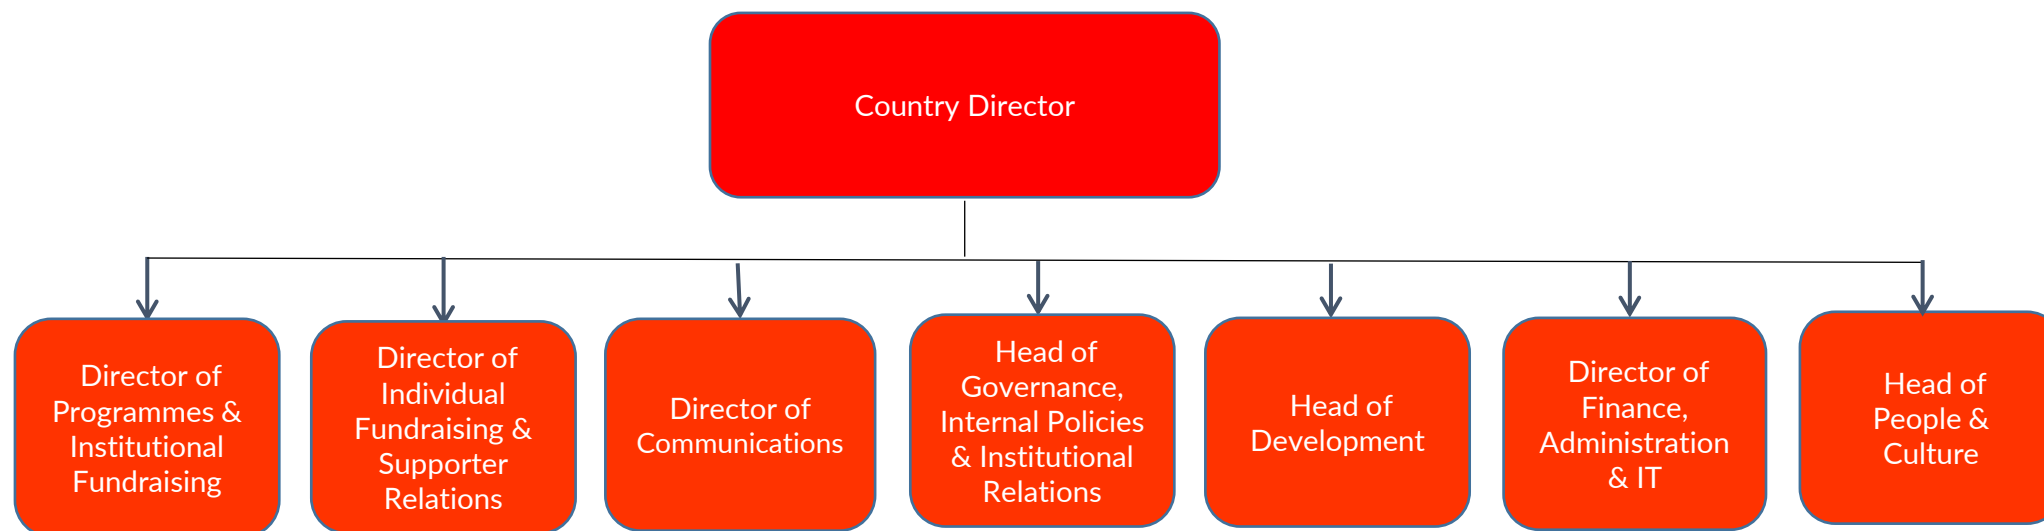 Country Director
Director of
Programmes &
Institutional
Fundraising
Director of
Individual
Fundraising &
Supporter
Relations
Director of
Communications
Head of
Governance,
Internal Policies
& Institutional
Relations
Head of
Development
Director of
Finance,
Administration
& IT
Head of
People &
Culture